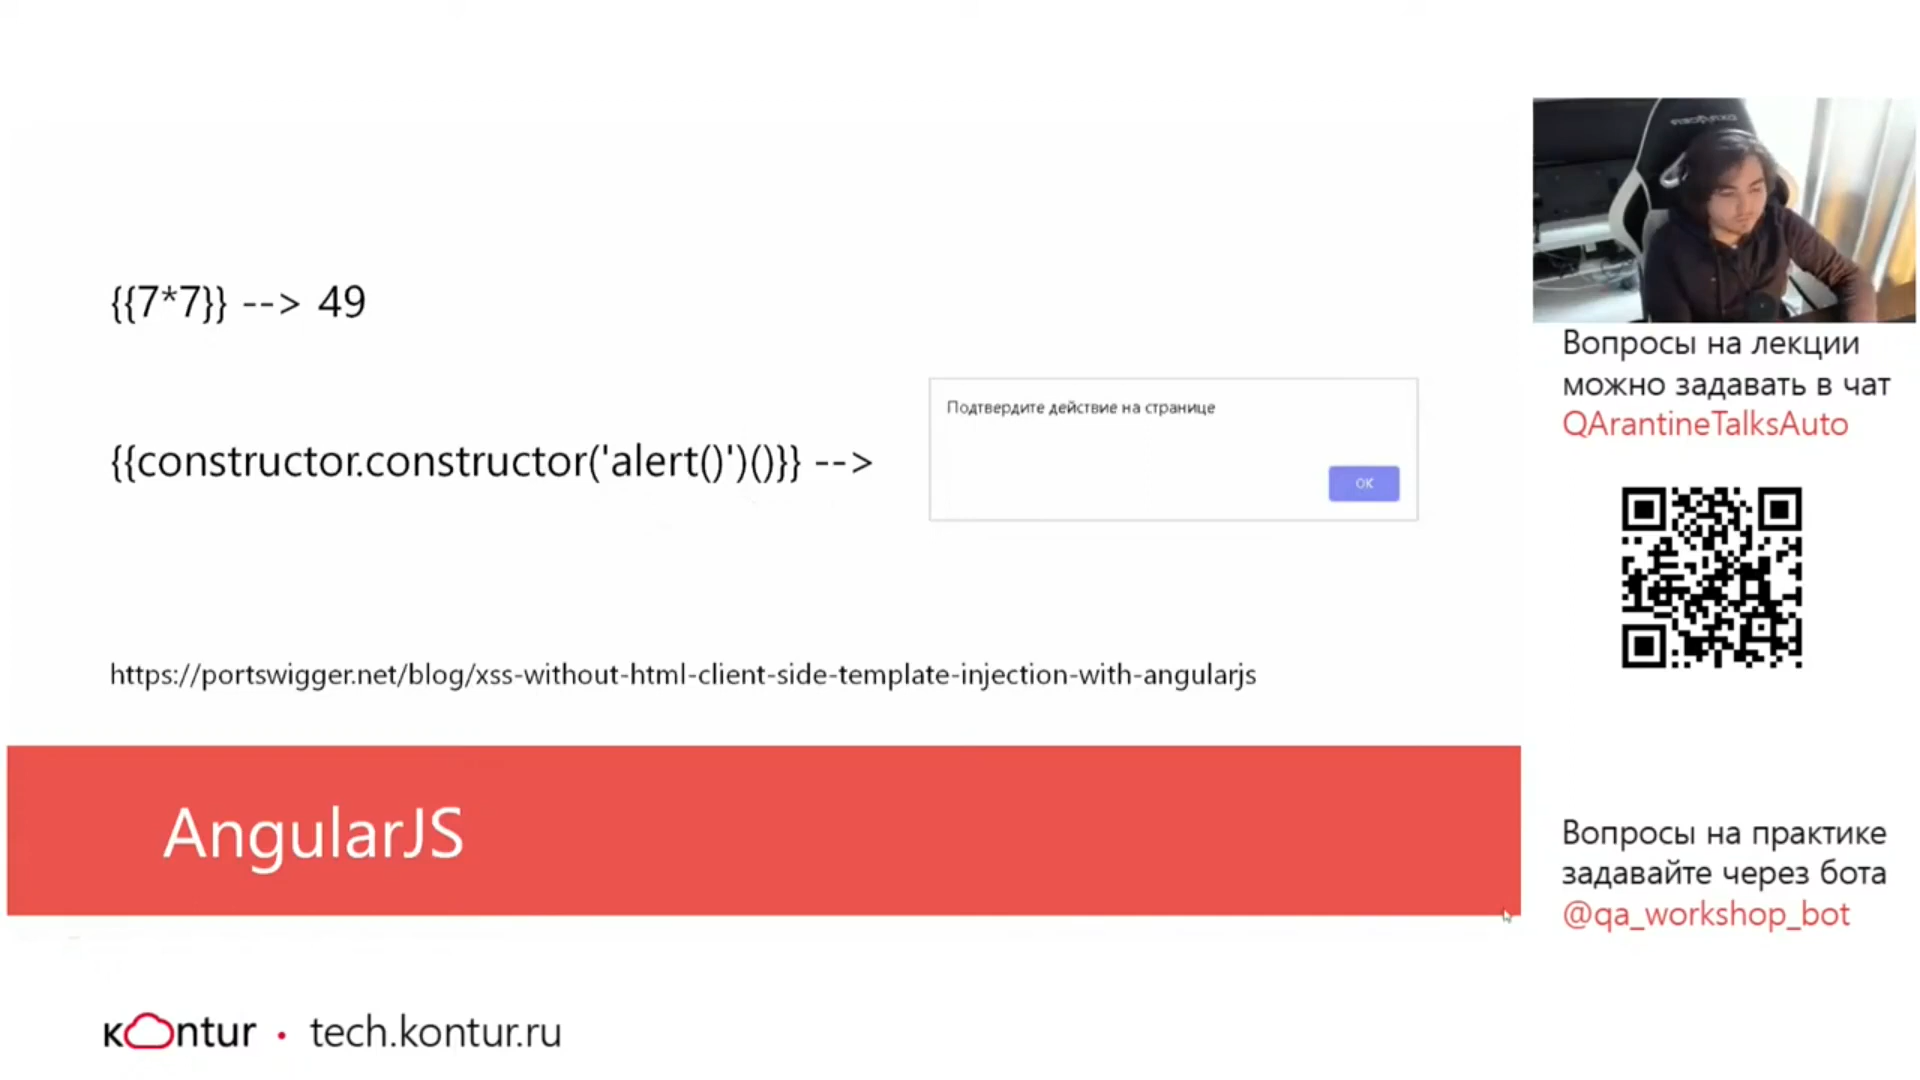 {{7*7}} --> 49
{{constructor.constructor('alert()')()}} -->
Подтвердите действие на странице
OK
https://portswigger.net/blog/xss-without-html-client-side-template-injection-with-angularjs
AngularJS
kontur · tech.kontur.ru
Вопросы на лекции
можно задавать в чат
QArantineTalksAuto
Вопросы на практике
задавайте через бота
@qa_workshop_bot